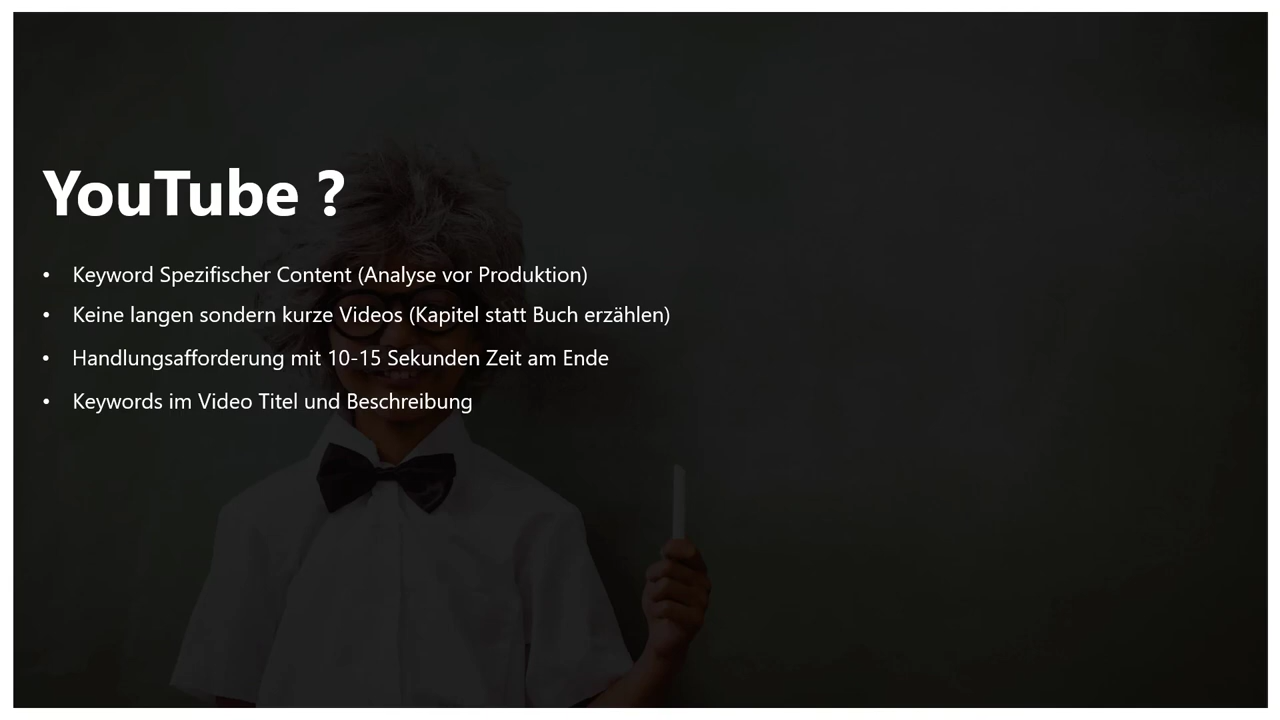 YouTube ?
• Keyword Spezifischer Content (Analyse vor Produktion)
• Keine langen sondern kurze Videos (Kapitel statt Buch erzählen)
• Handlungsafforderung mit 10-15 Sekunden Zeit am Ende
• Keywords im Video Titel und Beschreibung